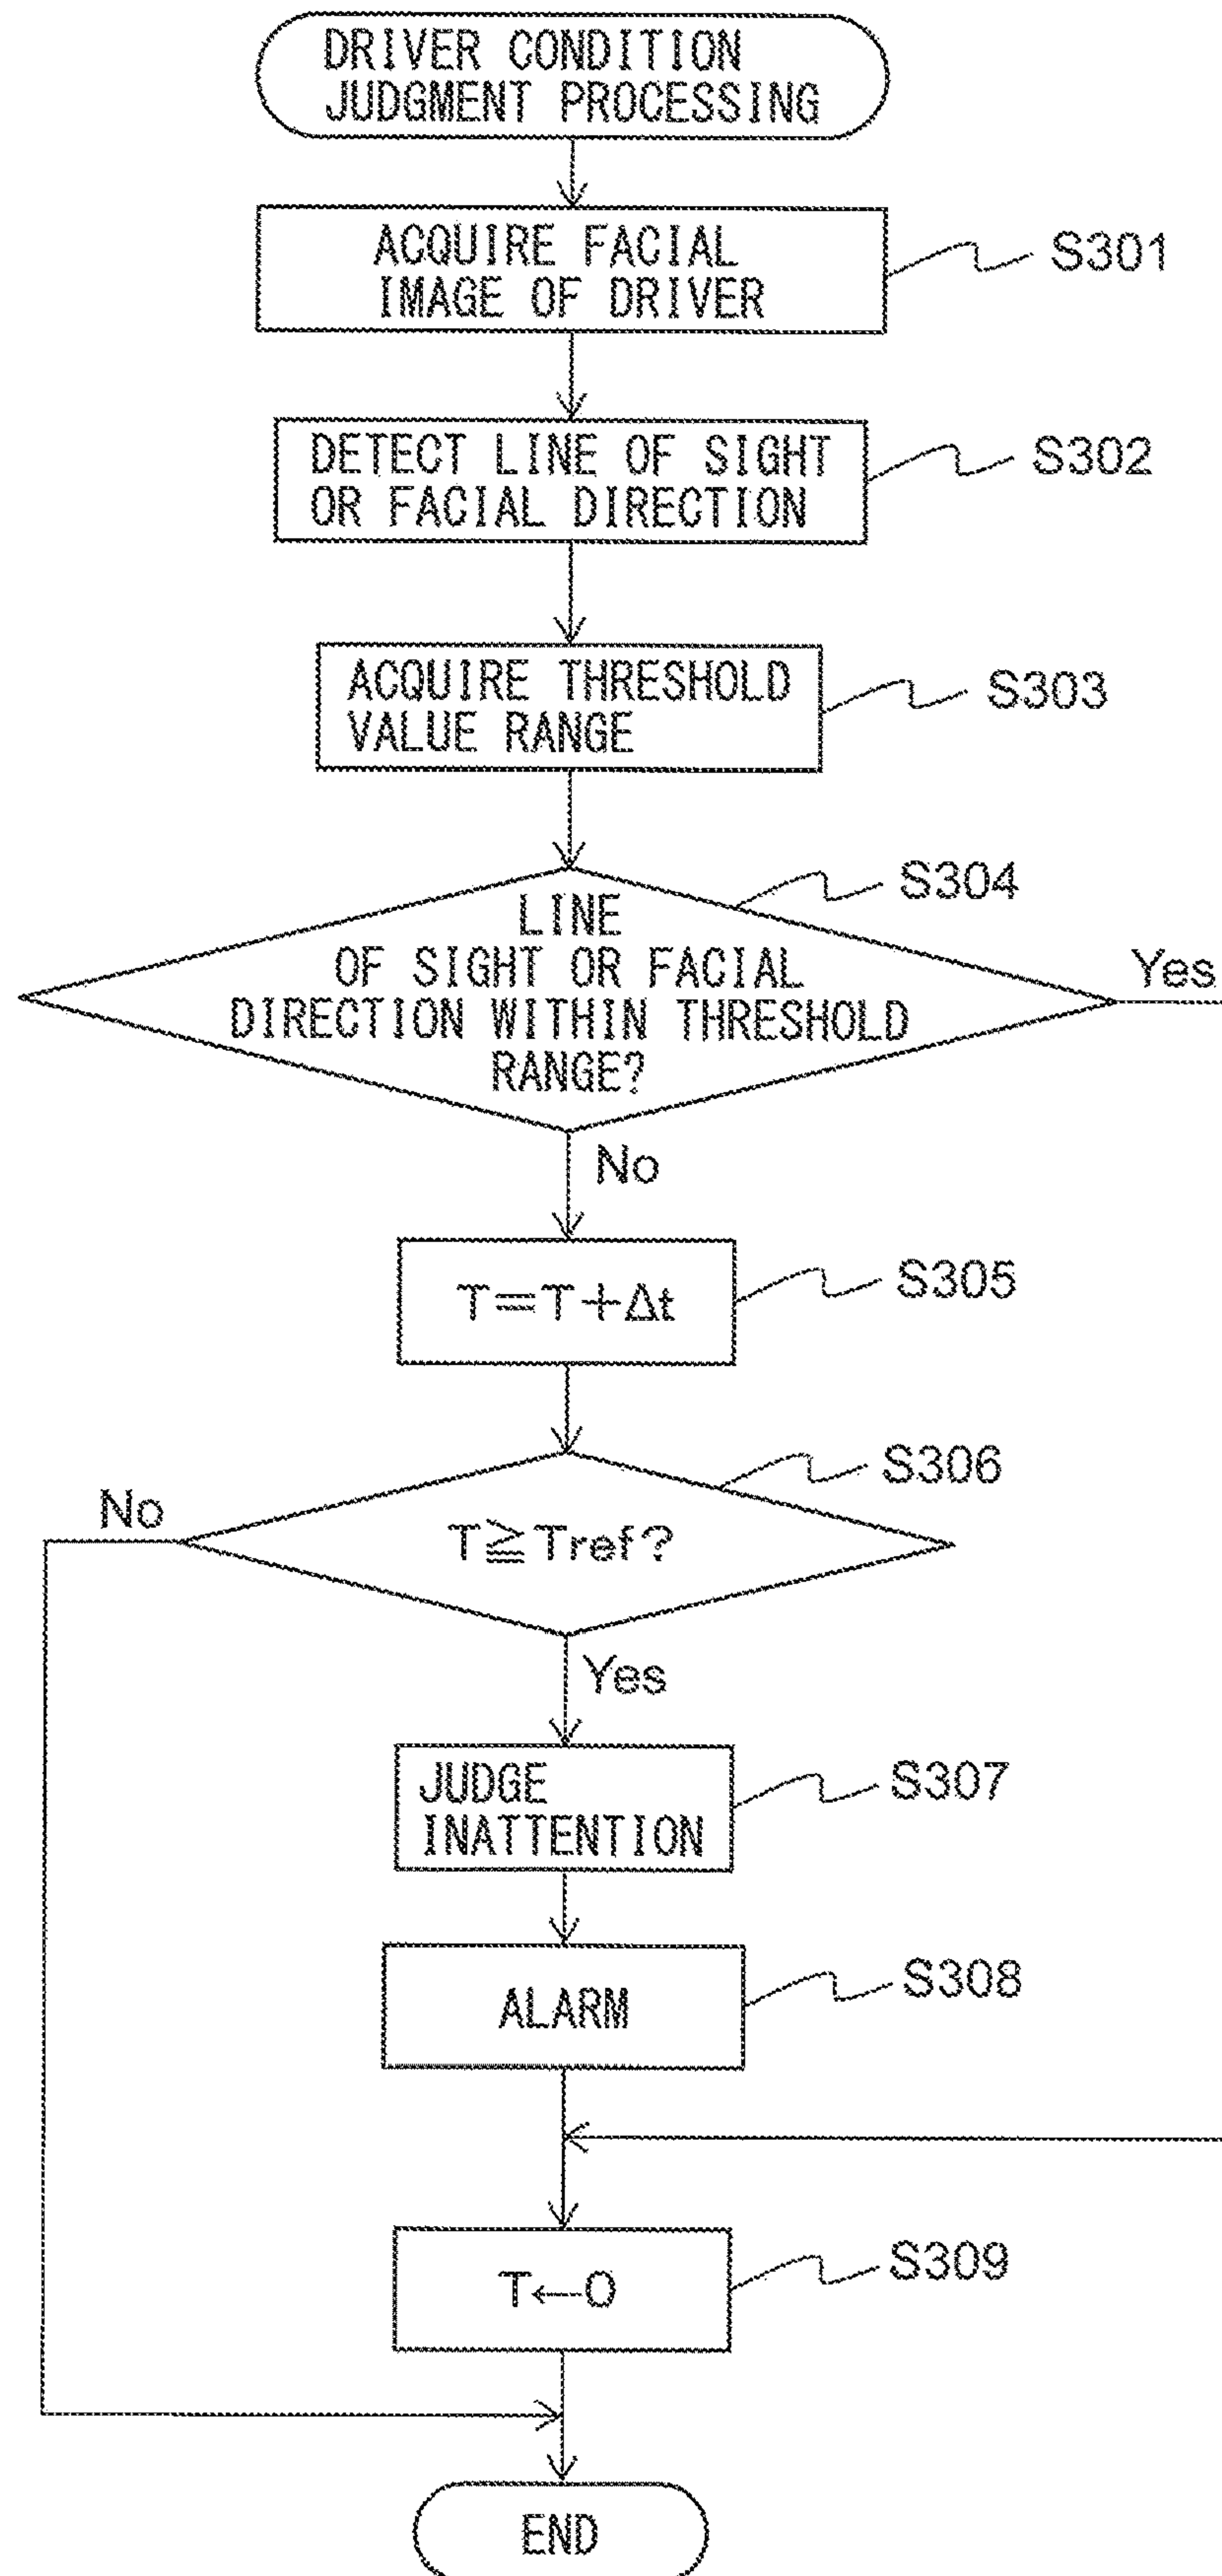 DRIVER CONDITION
JUDGMENT PROCESSING
ACQUIRE FACIAL
IMAGE OF DRIVER
S301
DETECT LINE OF SIGHT
OR FACIAL DIRECTION
S302
ACQUIRE THRESHOLD
VALUE RANGE
S303
S304
LINE
OF SIGHT OR FACIAL
DIRECTION WITHIN THRESHOLD
RANGE?
Yes
No
T=T+Δt
S305
S306
No
T≧Tref?
Yes
JUDGE
INATTENTION
S307
ALARM
S308
T←0
S309
END